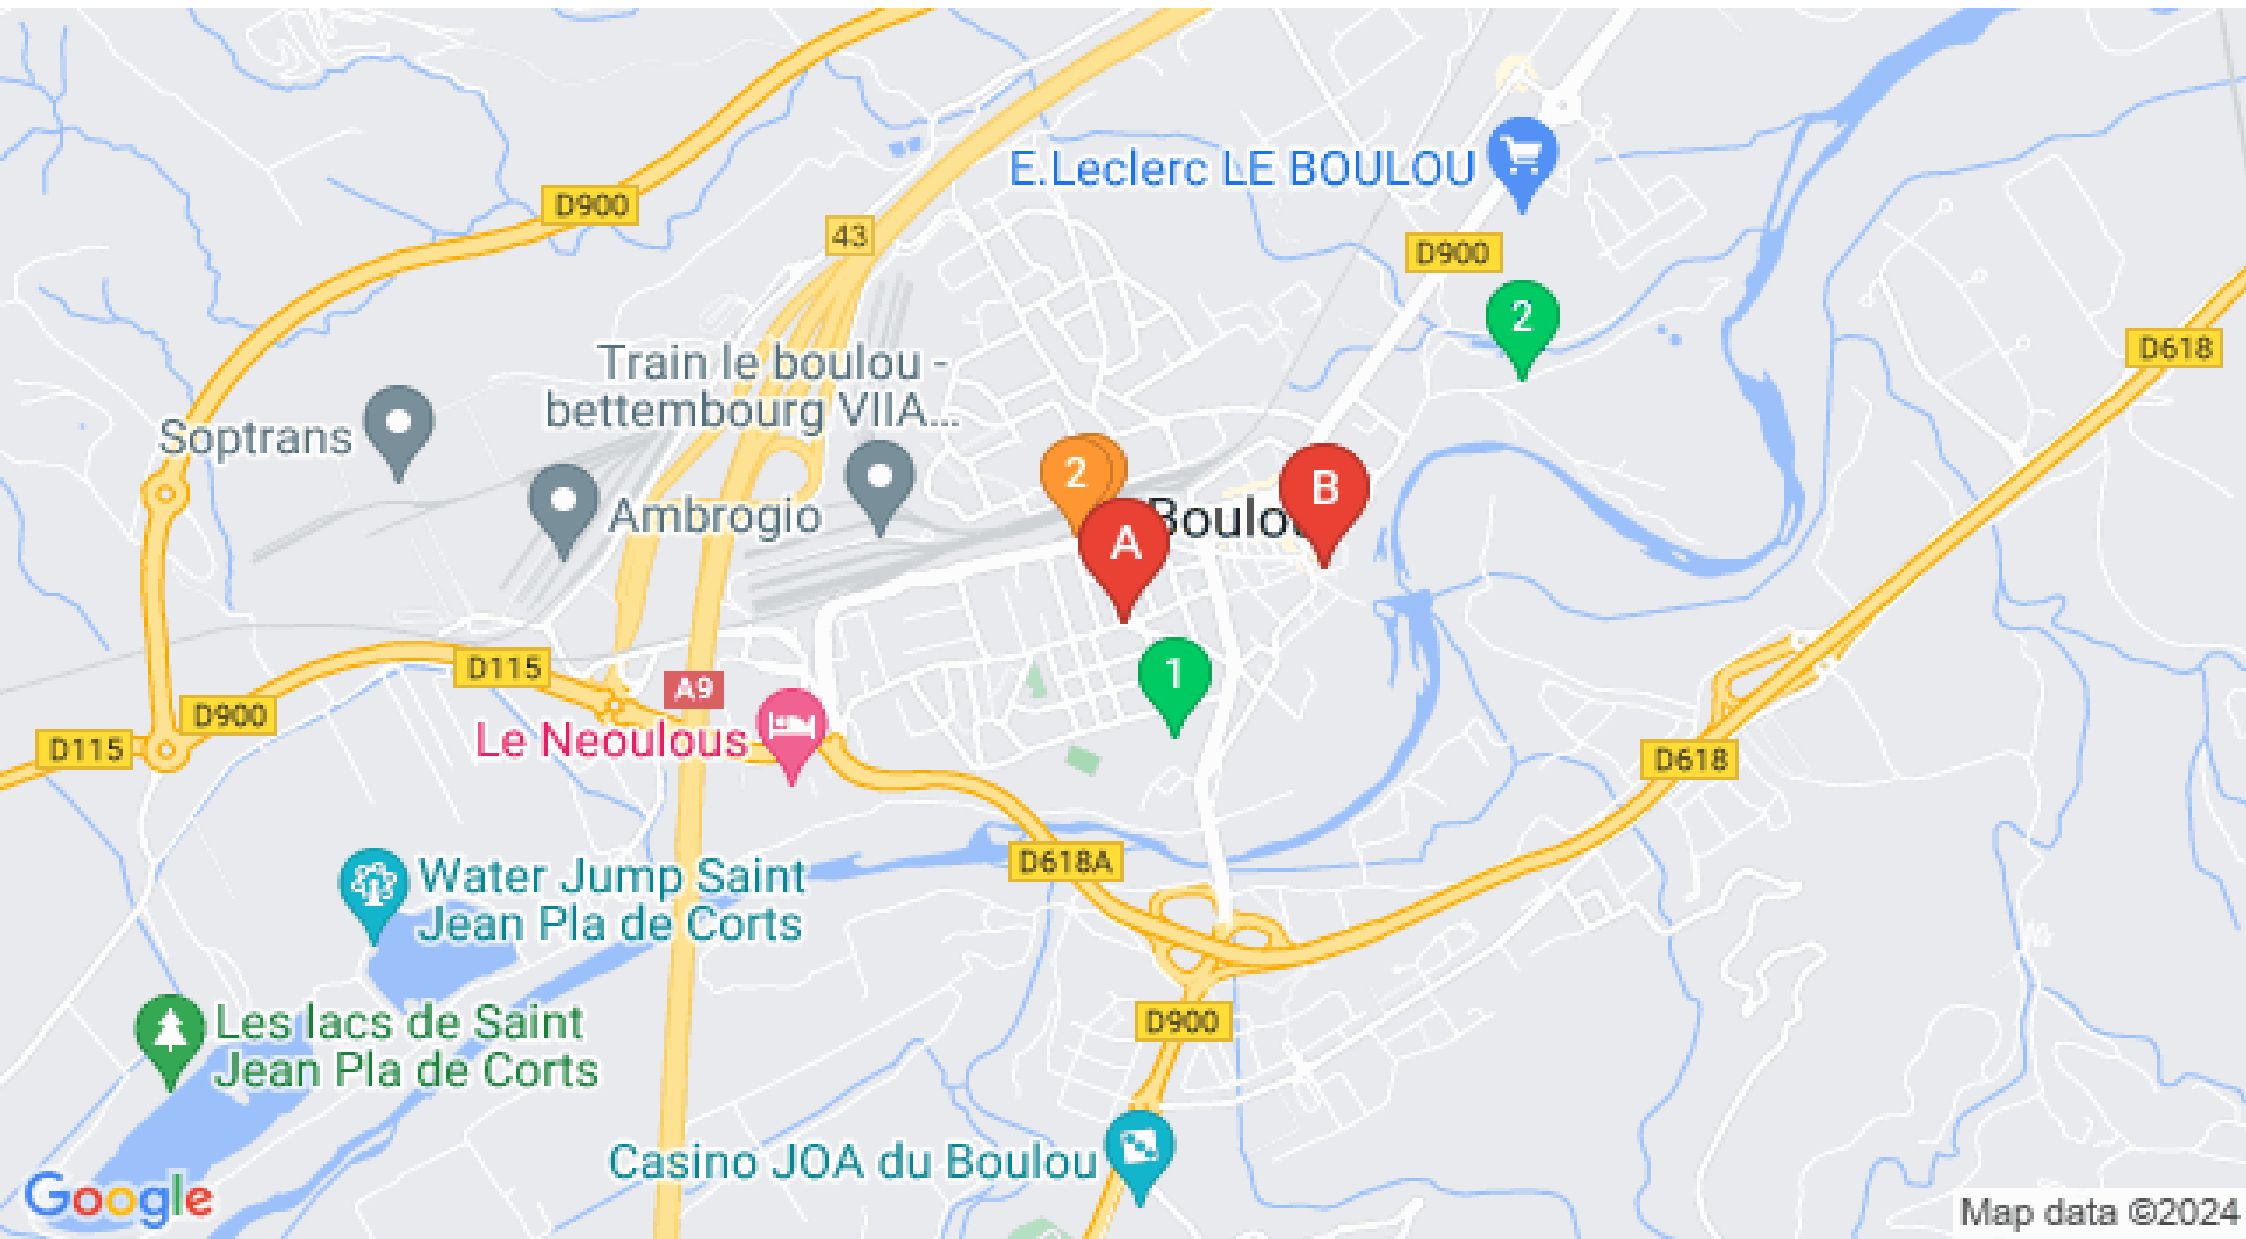 E.Leclerc LE BOULOU
D900
43
D900
2
D618
Train le boulou -
bettembourg VIIA...
Soptrans
2
B
Ambrogio
A
D115
A9
1
D900
Le Neoulous
D115
D618
D618A
Water Jump Saint
Jean Pla de Corts
Les lacs de Saint
Jean Pla de Corts
D900
Casino JOA du Boulou
Google
Map data ©2024